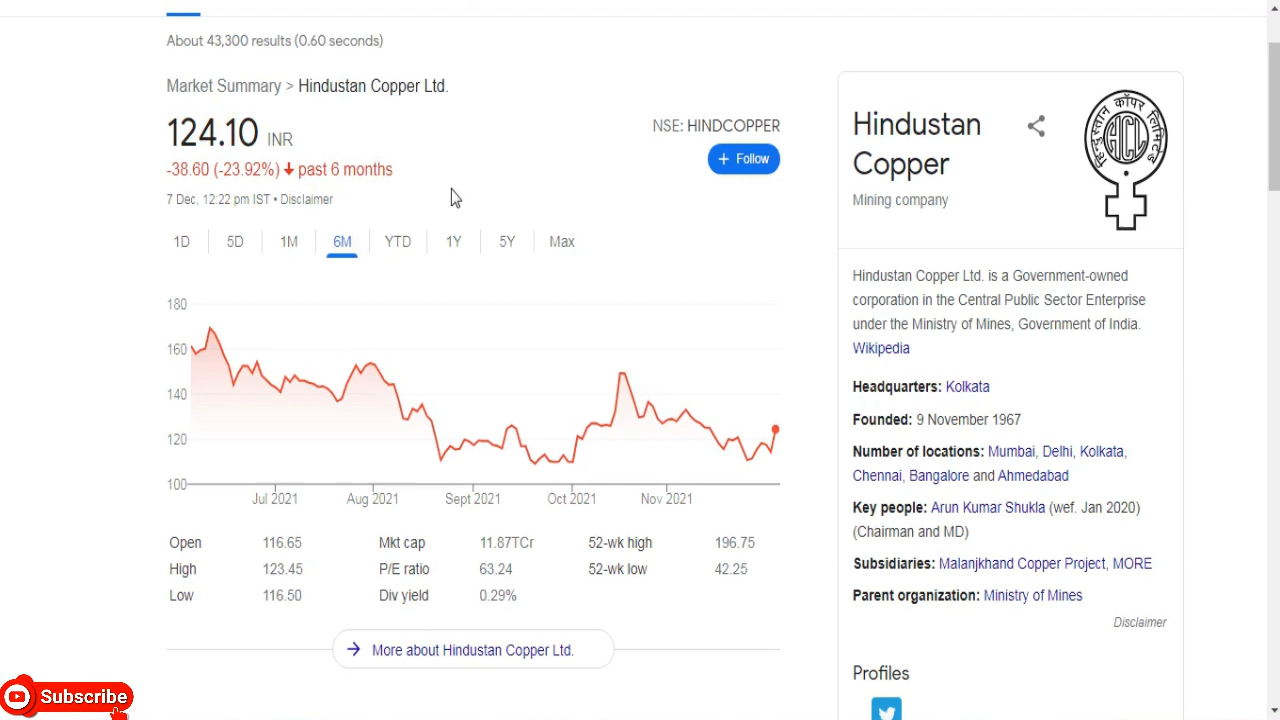 About 43,300 results (0.60 seconds)
Market Summary > Hindustan Copper Ltd.
124.10 INR
-38.60 (-23.92%) past 6 months
7 Dec, 12:22 pm IST • Disclaimer
NSE: HINDCOPPER
+ Follow
1D 5D 1M 6M YTD 1Y 5Y Max
180
160
140
120
100
Jul 2021 Aug 2021 Sept 2021 Oct 2021 Nov 2021
Open 116.65 Mkt cap 11.87TCr 52-wk high 196.75
High 123.45 P/E ratio 63.24 52-wk low 42.25
Low 116.50 Div yield 0.29%
More about Hindustan Copper Ltd.
Hindustan
Copper
Mining company
हिन्दुस्तान कॉपर लिमिटेड
HCL
Hindustan Copper Ltd. is a Government-owned
corporation in the Central Public Sector Enterprise
under the Ministry of Mines, Government of India.
Wikipedia
Headquarters: Kolkata
Founded: 9 November 1967
Number of locations: Mumbai, Delhi, Kolkata,
Chennai, Bangalore and Ahmedabad
Key people: Arun Kumar Shukla (wef. Jan 2020)
(Chairman and MD)
Subsidiaries: Malanjkhand Copper Project, MORE
Parent organization: Ministry of Mines
Disclaimer
Profiles
Subscribe